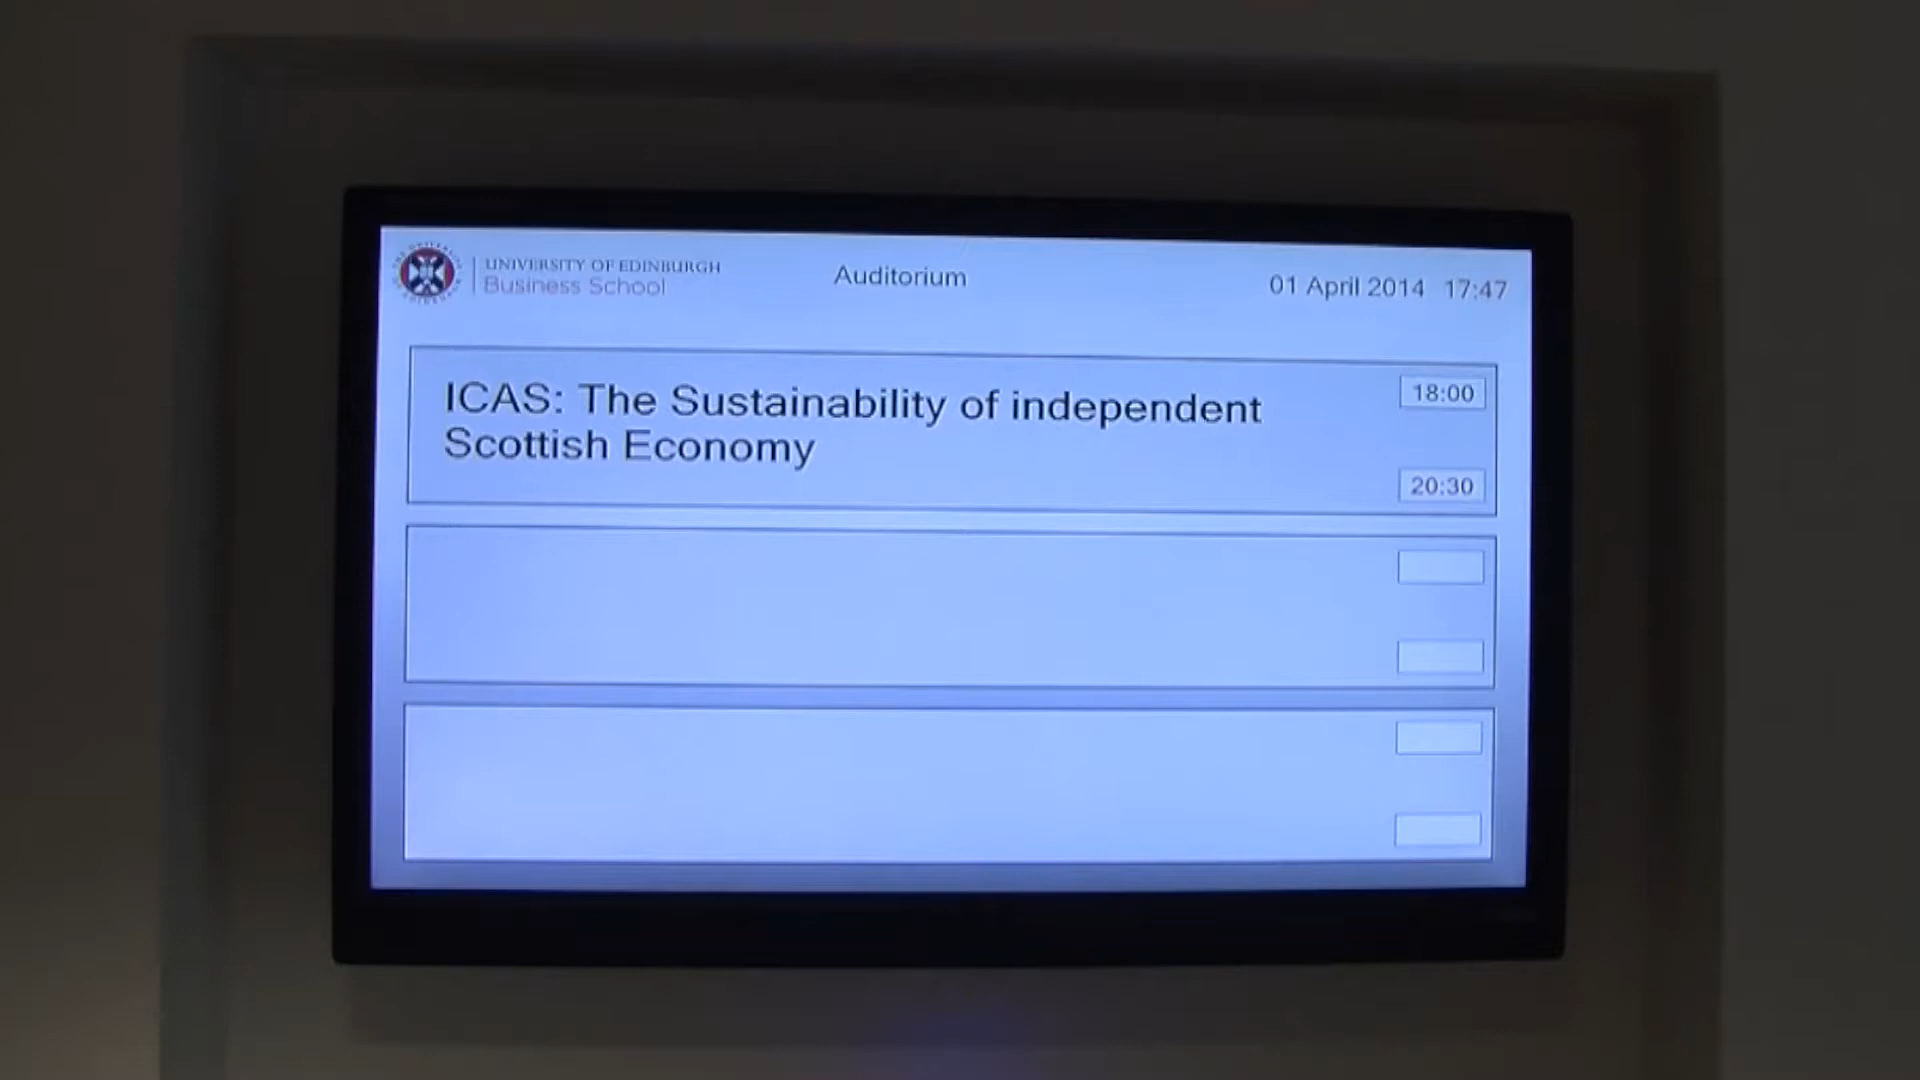 UNIVERSITY OF EDINBURGH
Business School
Auditorium
01 April 2014 17:47
ICAS: The Sustainability of independent
Scottish Economy
18:00
20:30